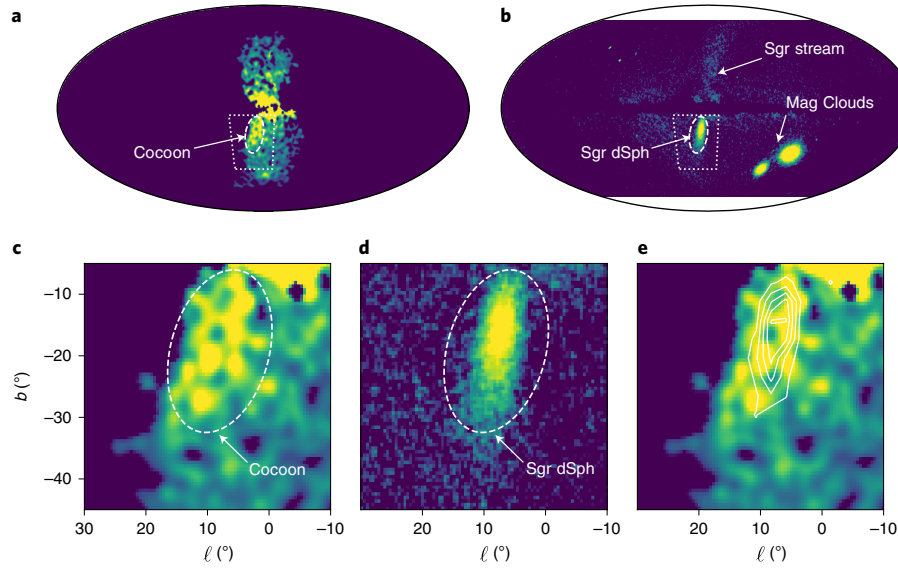 a
b
Sgr stream
Mag Clouds
Cocoon
Sgr dSph
c
d
e
−10
−20
−30
−40
b (°)
Cocoon
Sgr dSph
30
20
10
0
−10
20
10
0
−10
20
10
0
−10
ℓ (°)
ℓ (°)
ℓ (°)